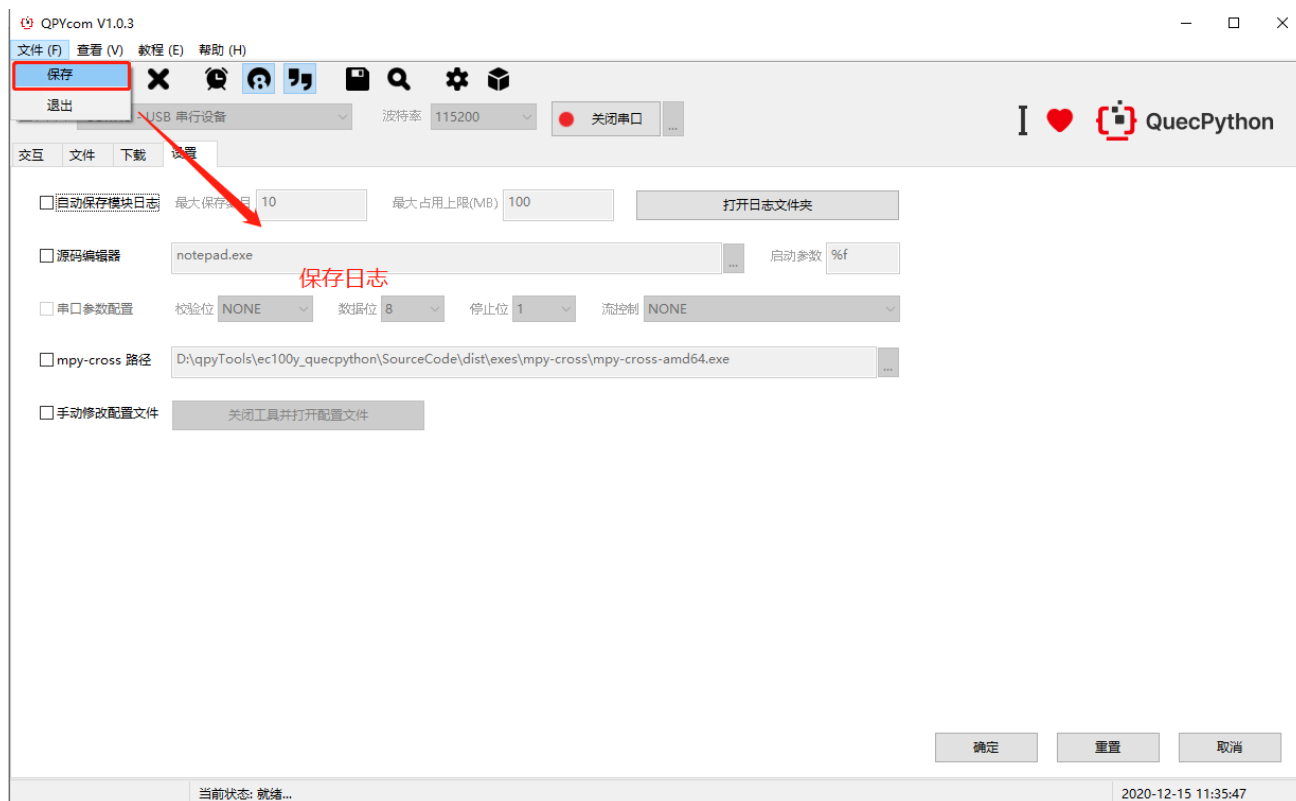 QPYcom V1.0.3
文件 (F) 查看 (V) 教程 (E) 帮助 (H)
保存
退出
- USB 串行设备 波特率 115200 关闭串口 ...
I QuecPython
交互 文件 下载 设置
自动保存模块日志 最大保存 目 10 最大占用上限(MB) 100 打开日志文件夹
源码编辑器 notepad.exe ... 启动参数 %f
保存日志
串口参数配置 校验位 NONE 数据位 8 停止位 1 流控制 NONE
mpy-cross 路径 D:\qpyTools\ec100y_quecpython\SourceCode\dist\exes\mpy-cross\mpy-cross-amd64.exe ...
手动修改配置文件 关闭工具并打开配置文件
确定 重置 取消
当前状态: 就绪... 2020-12-15 11:35:47